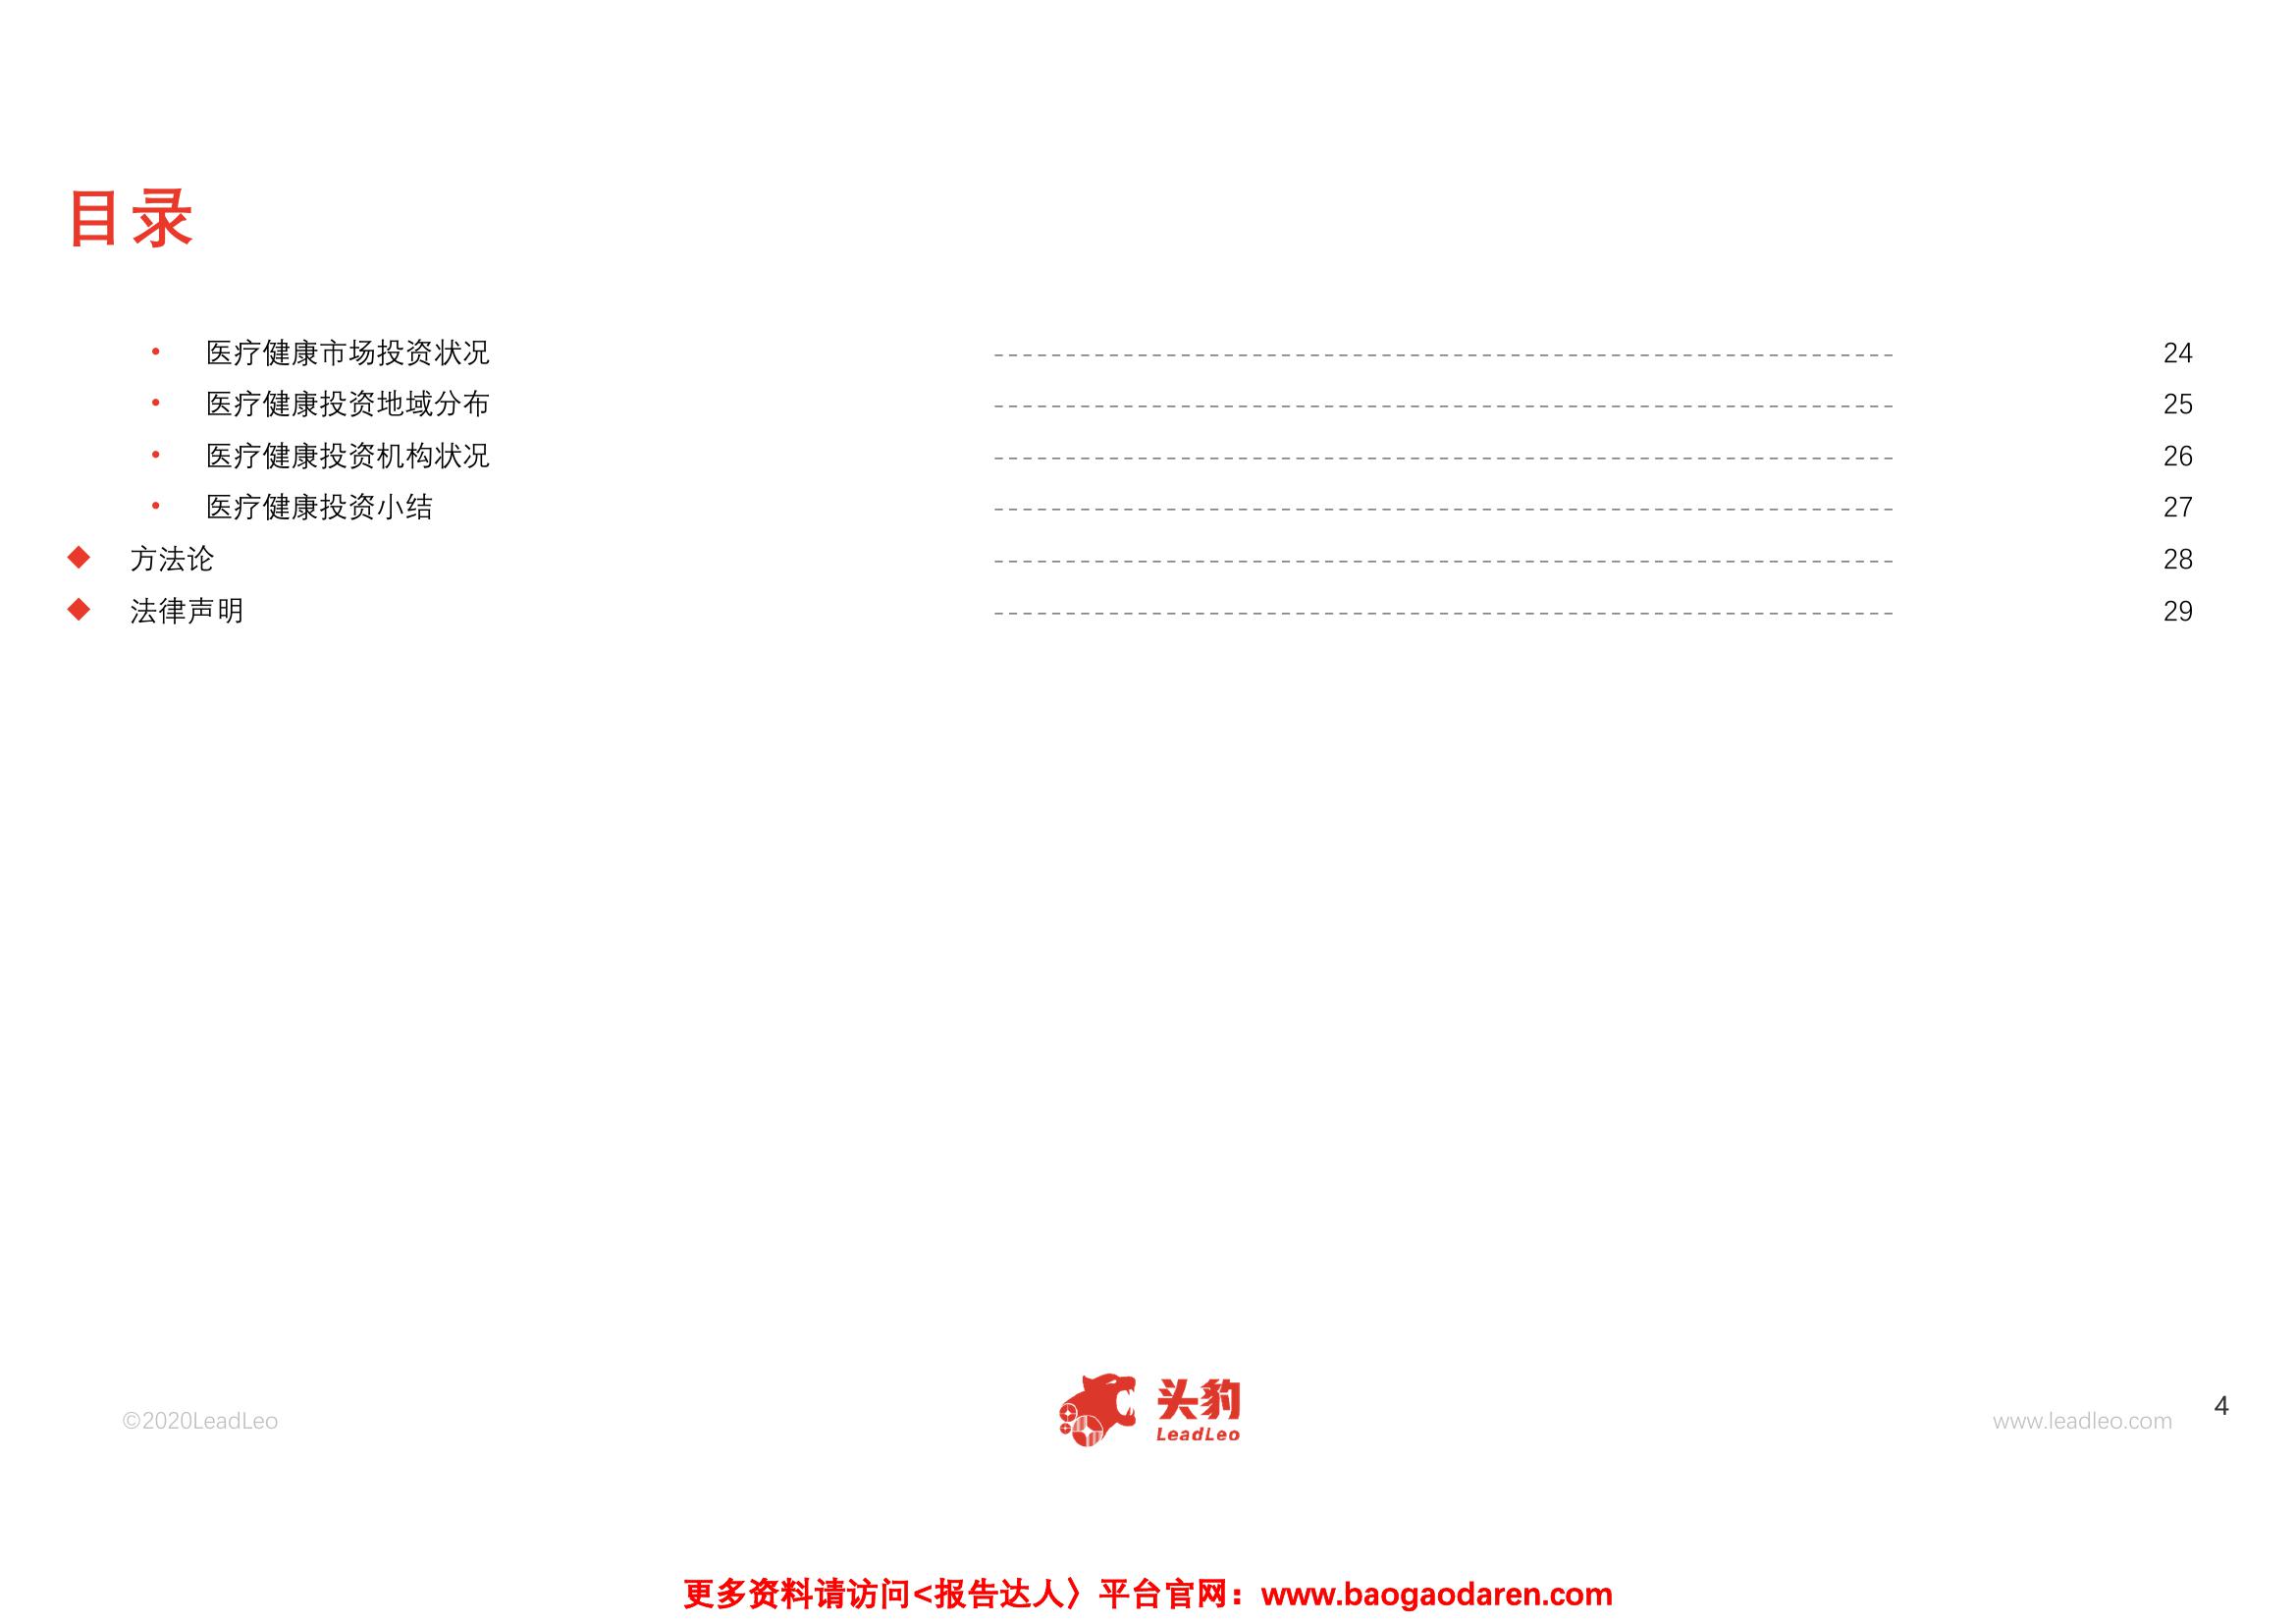 目录
• 医疗健康市场投资状况 ---------------------------------------------------------------- 24
• 医疗健康投资地域分布 ---------------------------------------------------------------- 25
• 医疗健康投资机构状况 ---------------------------------------------------------------- 26
• 医疗健康投资小结 ---------------------------------------------------------------- 27
◆ 方法论 ---------------------------------------------------------------- 28
◆ 法律声明 ---------------------------------------------------------------- 29
头豹
LeadLeo
©2020LeadLeo
www.leadleo.com
4
更多资料请访问<报告达人〉平台官网：www.baogaodaren.com